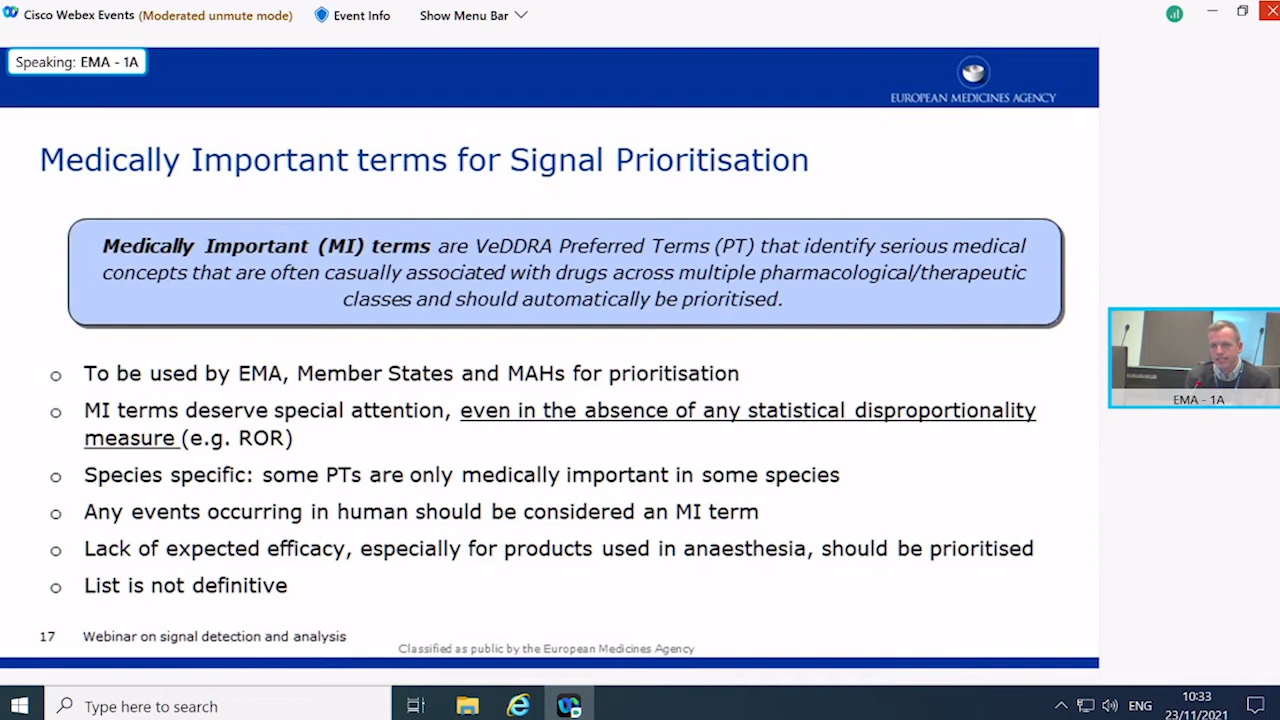 Cisco Webex Events (Moderated unmute mode) Event Info Show Menu Bar
Speaking: EMA - 1A
EUROPEAN MEDICINES AGENCY
Medically Important terms for Signal Prioritisation
Medically Important (MI) terms are VeDDRA Preferred Terms (PT) that identify serious medical
concepts that are often casually associated with drugs across multiple pharmacological/therapeutic
classes and should automatically be prioritised.
o To be used by EMA, Member States and MAHs for prioritisation
o MI terms deserve special attention, even in the absence of any statistical disproportionality
measure (e.g. ROR)
o Species specific: some PTs are only medically important in some species
o Any events occurring in human should be considered an MI term
o Lack of expected efficacy, especially for products used in anaesthesia, should be prioritised
o List is not definitive
17 Webinar on signal detection and analysis
Classified as public by the European Medicines Agency
EMA - 1A
Type here to search
ENG
10:33
23/11/2021